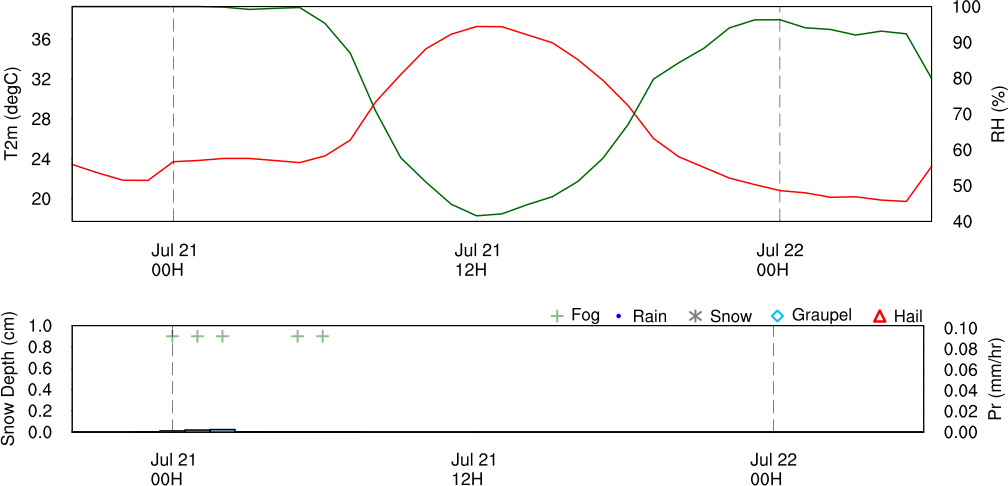 T2m (degC)
36
32
28
24
20
100
90
80
70
60
50
40
RH (%)
Jul 21
00H
Jul 21
12H
Jul 22
00H
Fog Rain Snow Graupel Hail
Snow Depth (cm)
1.0
0.8
0.6
0.4
0.2
0.0
0.10
0.08
0.06
0.04
0.02
0.00
Pr (mm/hr)
Jul 21
00H
Jul 21
12H
Jul 22
00H